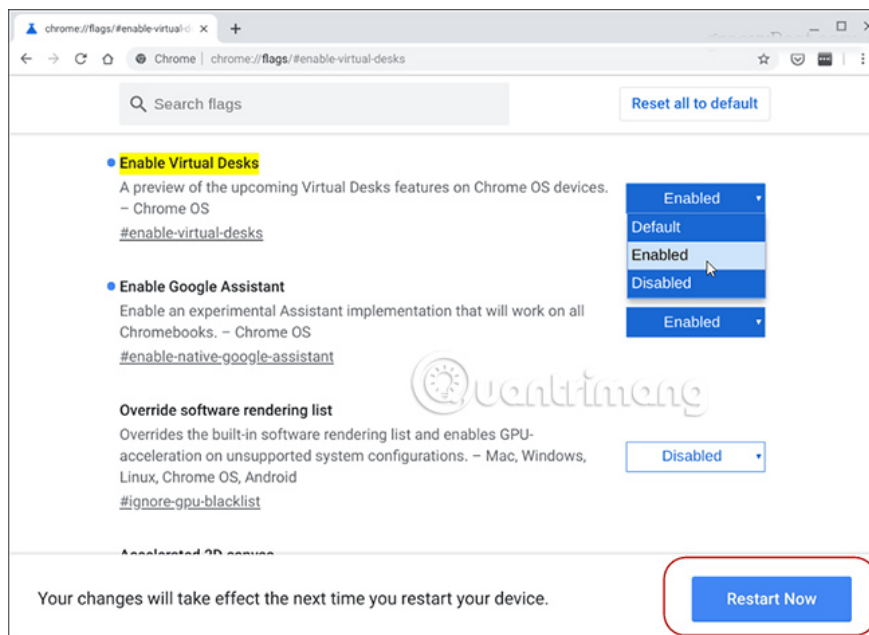 chrome://flags/#enable-virtual-d
Chrome | chrome://flags/#enable-virtual-desks
Search flags
Reset all to default
Enable Virtual Desks
A preview of the upcoming Virtual Desks features on Chrome OS devices.
– Chrome OS
#enable-virtual-desks
Enabled
Default
Enabled
Disabled
Enable Google Assistant
Enable an experimental Assistant implementation that will work on all
Chromebooks. – Chrome OS
#enable-native-google-assistant
Enabled
Quantrimang
Override software rendering list
Overrides the built-in software rendering list and enables GPU-
acceleration on unsupported system configurations. – Mac, Windows,
Linux, Chrome OS, Android
#ignore-gpu-blacklist
Disabled
Accelerated 2D canvas
Your changes will take effect the next time you restart your device.
Restart Now